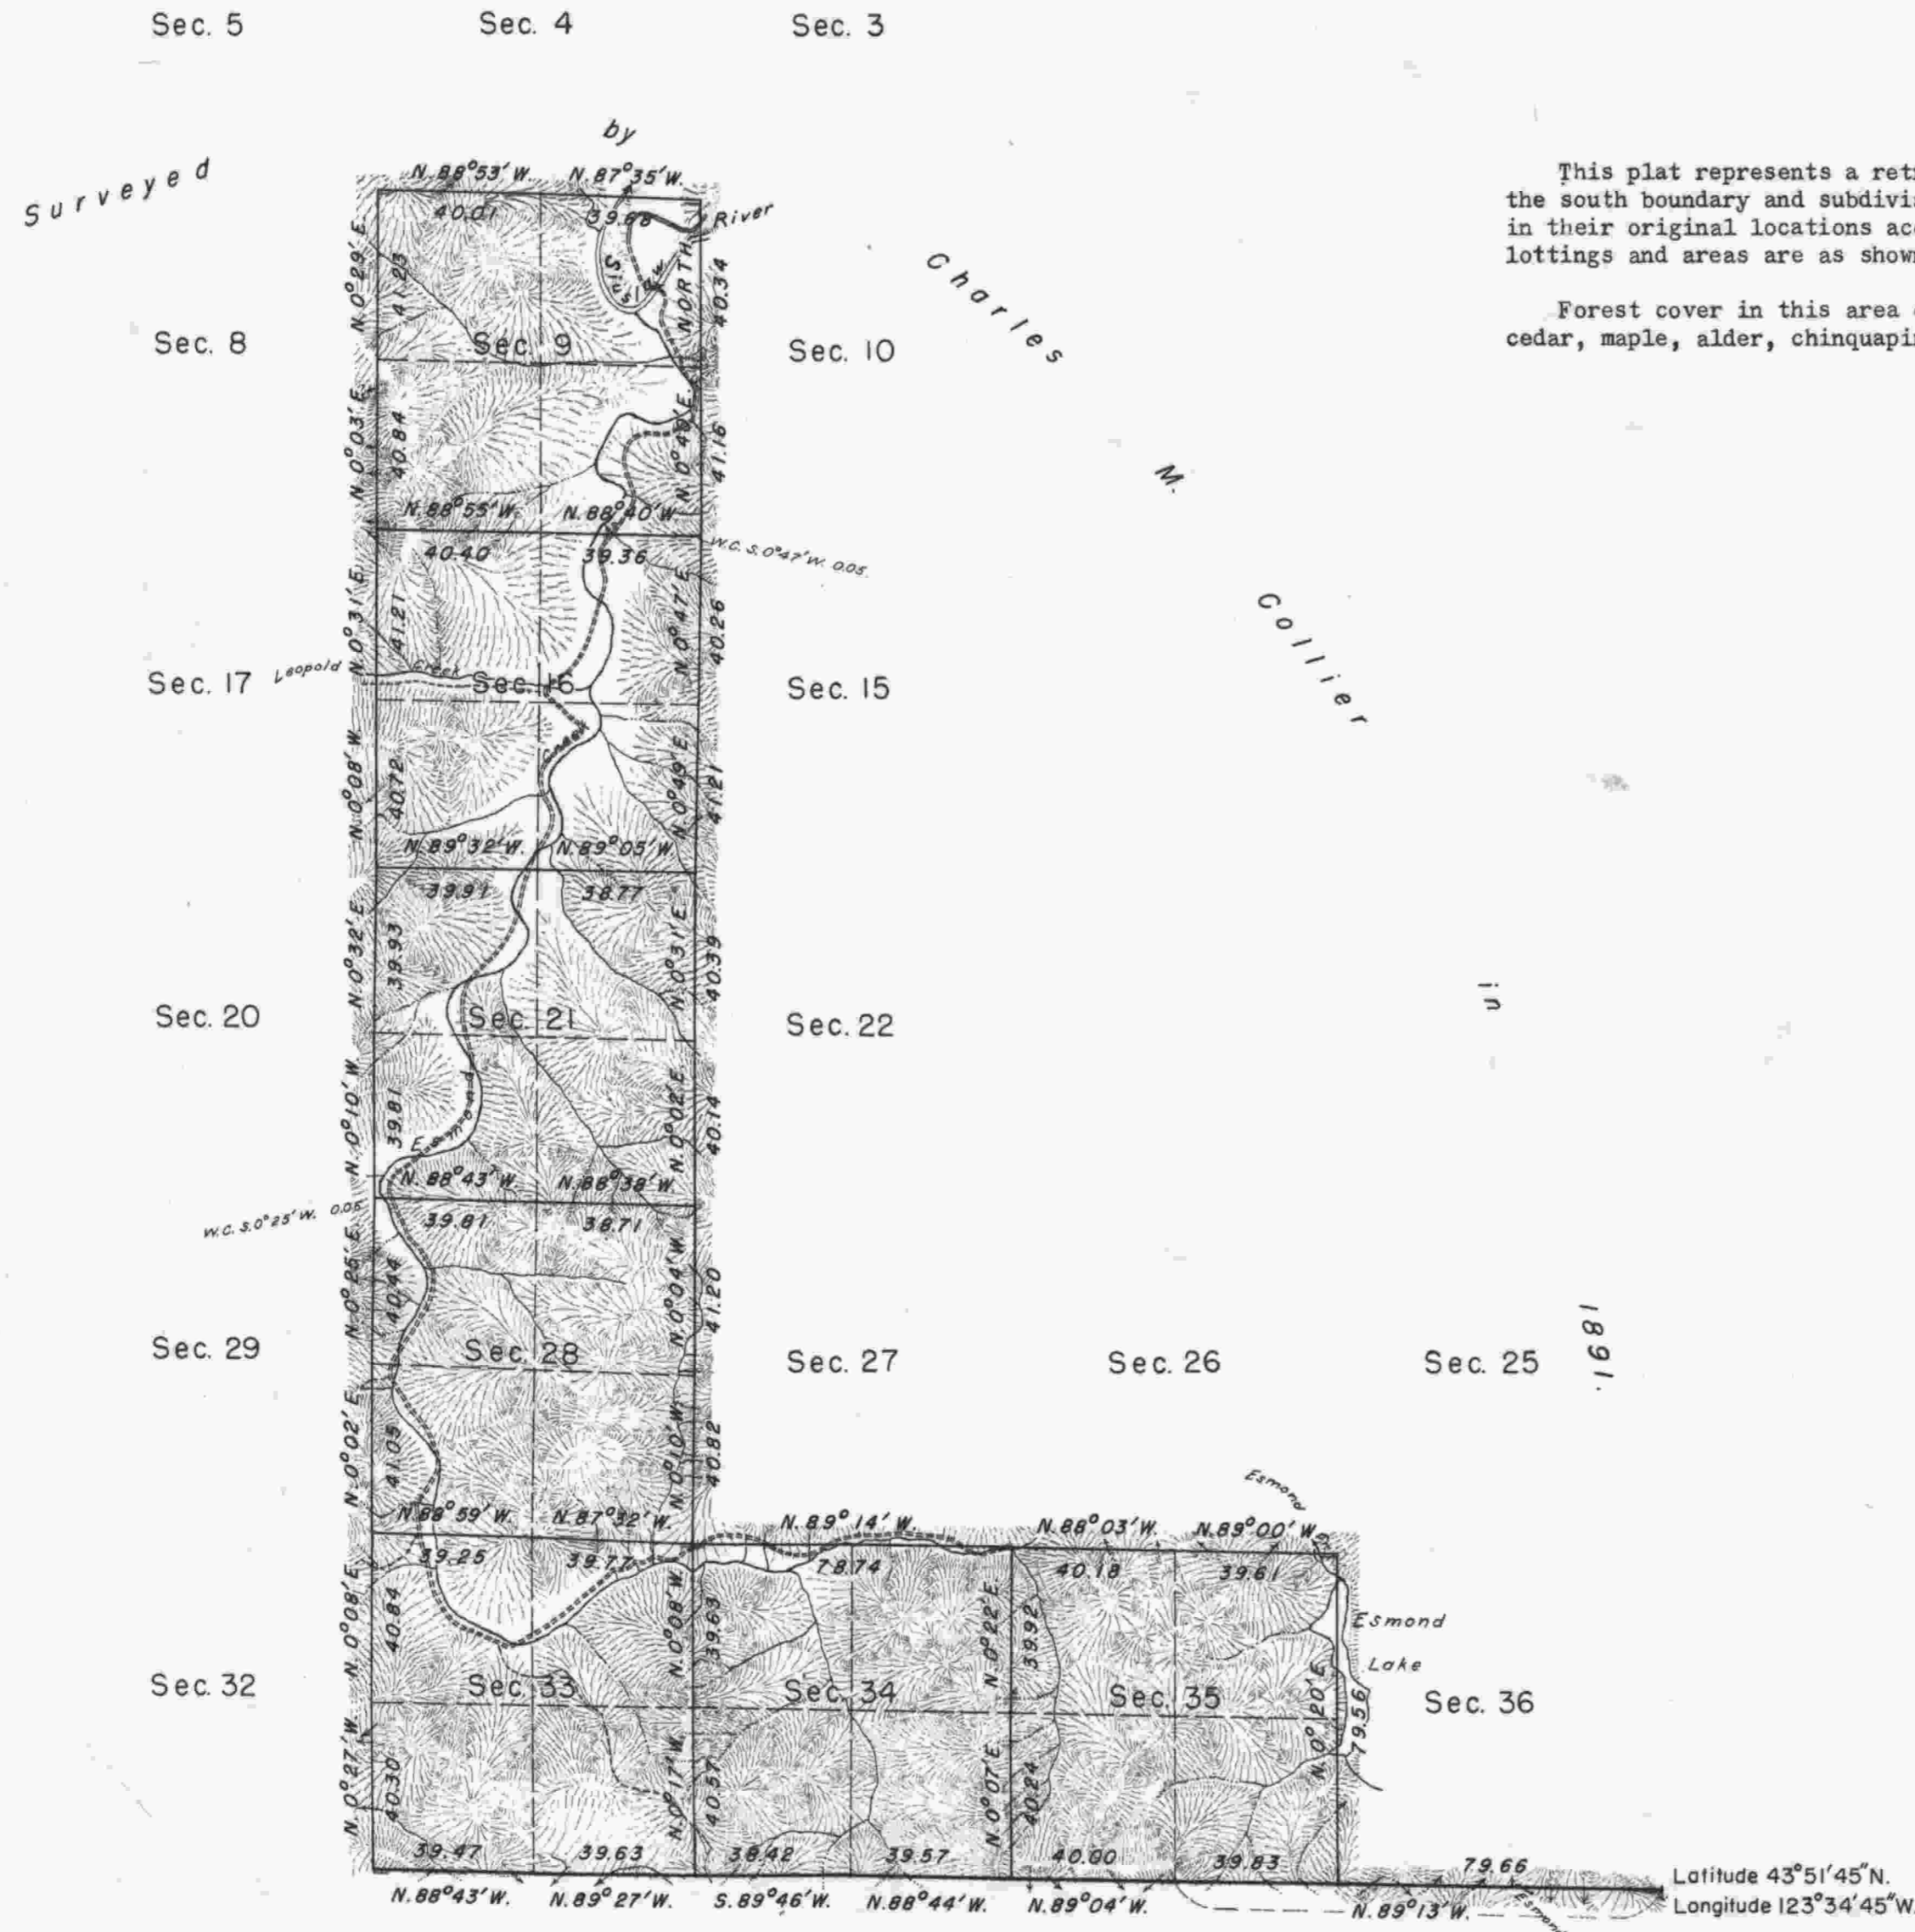 Sec. 5
Sec. 4
Sec. 3
Surveyed
by
Charles
M.
Collier
in
1891.
This plat represents a
the south boundary and
in their original locations
lottings and areas are as
Forest cover in this area
cedar, maple, alder,
N. 88°53' W.
N. 87°35' W.
40.01
39.68
River
Siuslaw
N. 0°29' E.
41.23
NORTH
40.34
Sec. 8
Sec. 9
Sec. 10
N. 0°03' E.
40.84
41.16
N. 88°55' W.
N. 88°40' W.
40.40
39.36
W.C. S. 0°47' W. 0.05
N. 0°31' E.
41.21
N. 0°47' E.
40.26
Leopold
Creek
Sec. 17
Sec. 16
Sec. 15
N. 0°08' W.
40.72
Creek
N. 0°49' E.
41.21
N. 89°32' W.
N. 89°05' W.
39.91
38.77
N. 0°32' E.
39.93
N. 0°31' E.
40.39
Sec. 20
Sec. 21
Sec. 22
N. 0°10' W.
39.81
Esmond
N. 0°02' E.
40.14
N. 88°43' W.
N. 88°38' W.
39.81
38.71
W.C. S. 0°25' W. 0.05
N. 0°25' E.
40.44
N. 0°04' W.
41.20
Sec. 29
Sec. 28
Sec. 27
Sec. 26
Sec. 25
N. 0°02' E.
41.05
N. 0°10' W.
40.82
N. 88°59' W.
N. 87°32' W.
N. 89°14' W.
N. 88°03' W.
N. 89°00' W.
Esmond
39.25
39.77
78.74
40.18
39.61
N. 0°08' E.
40.84
N. 0°08' W.
39.63
N. 0°22' E.
39.92
Esmond
Lake
Sec. 32
Sec. 33
Sec. 34
Sec. 35
Sec. 36
N. 0°20' E.
79.56
N. 0°27' W.
40.30
N. 0°17' W.
40.57
N. 0°07' E.
40.24
39.47
39.63
38.42
39.57
40.00
39.83
79.66
N. 88°43' W.
N. 89°27' W.
S. 89°46' W.
N. 88°44' W.
N. 89°04' W.
N. 89°13' W.
Esmond
Latitude 43°51'45" N.
Longitude 123°34'45" W.